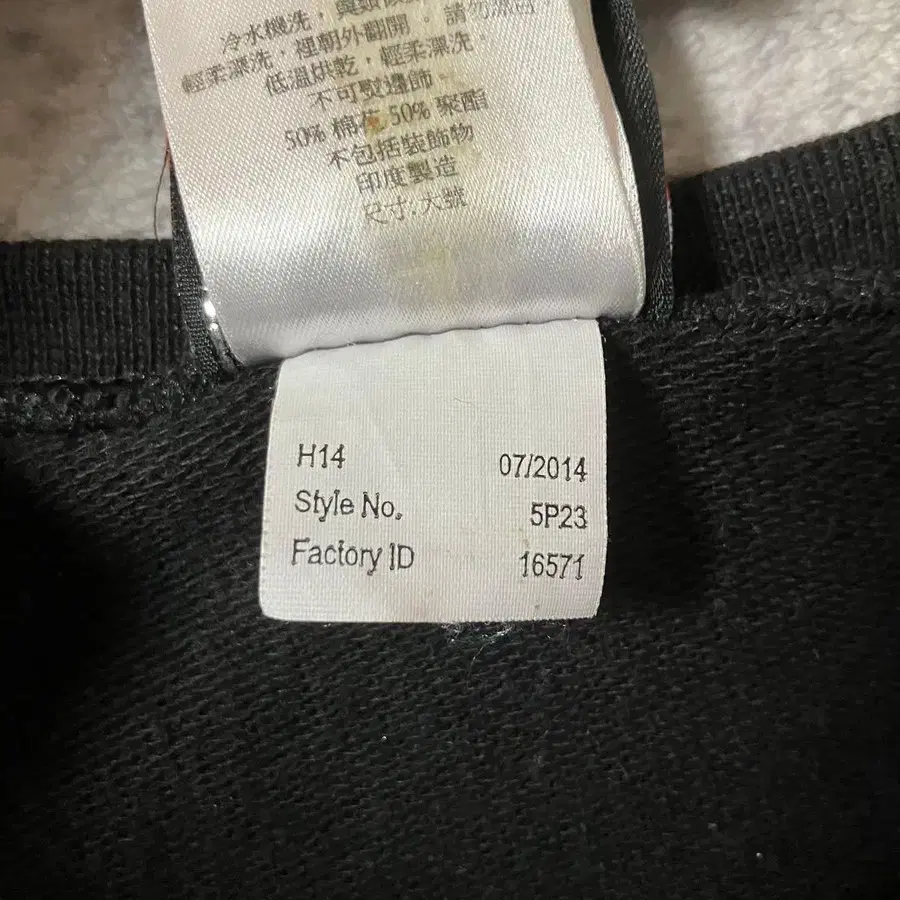 冷水機洗，與類似
輕柔漂洗，裡朝外翻開。請勿漂白
低溫烘乾，輕柔漂洗。
不可熨邊飾。
50% 棉花 50% 聚酯
不包括裝飾物
印度製造
尺寸: 大號
H14 07/2014
Style No. 5P23
Factory ID 16571